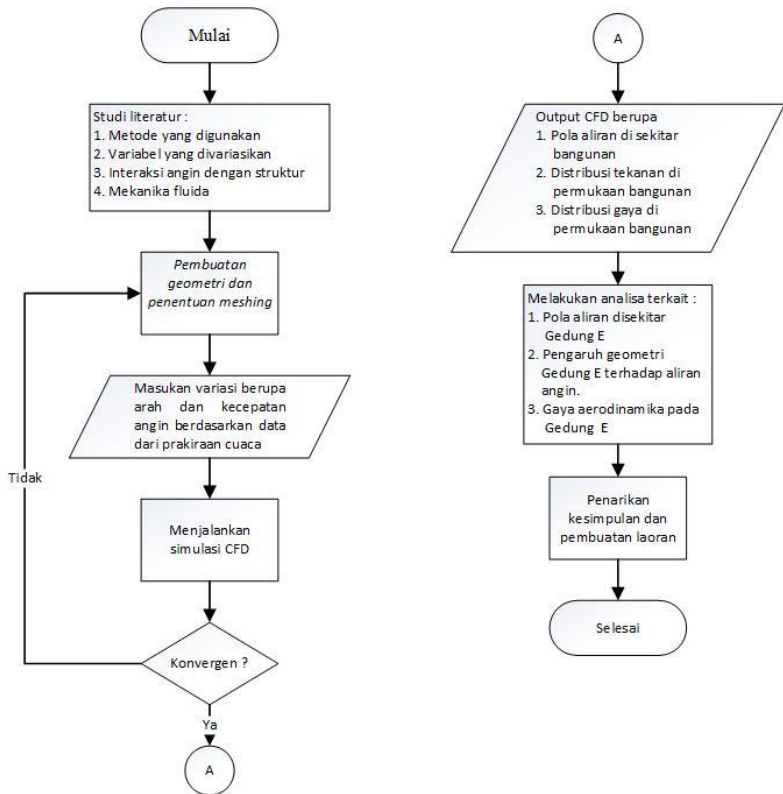 Mulai
Studi literatur :
1. Metode yang digunakan
2. Variabel yang divariasikan
3. Interaksi angin dengan struktur
4. Mekanika fluida
Pembuatan
geometri dan
penentuan meshing
Masukan variasi berupa
arah dan kecepatan
angin berdasarkan data
dari prakiraan cuaca
Tidak
Menjalankan
simulasi CFD
Konvergen ?
Ya
A
A
Output CFD berupa
1. Pola aliran di sekitar
bangunan
2. Distribusi tekanan di
permukaan bangunan
3. Distribusi gaya di
permukaan bangunan
Melakukan analisa terkait :
1. Pola aliran disekitar
Gedung E
2. Pengaruh geometri
Gedung E terhadap aliran
angin.
3. Gaya aerodinamika pada
Gedung E
Penarikan
kesimpulan dan
pembuatan laoran
Selesai